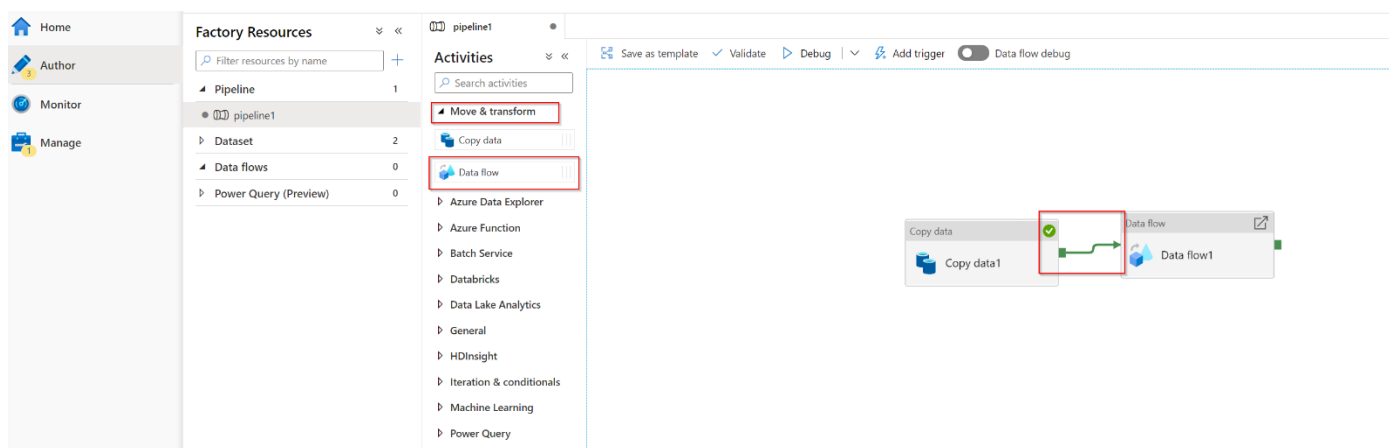 Home
Author
3
Monitor
Manage
1
Factory Resources
Filter resources by name
Pipeline 1
pipeline1
Dataset 2
Data flows 0
Power Query (Preview) 0
pipeline1
Activities
Search activities
Move & transform
Copy data
Data flow
Azure Data Explorer
Azure Function
Batch Service
Databricks
Data Lake Analytics
General
HDInsight
Iteration & conditionals
Machine Learning
Power Query
Save as template Validate Debug Add trigger Data flow debug
Copy data
Copy data1
Data flow
Data flow1